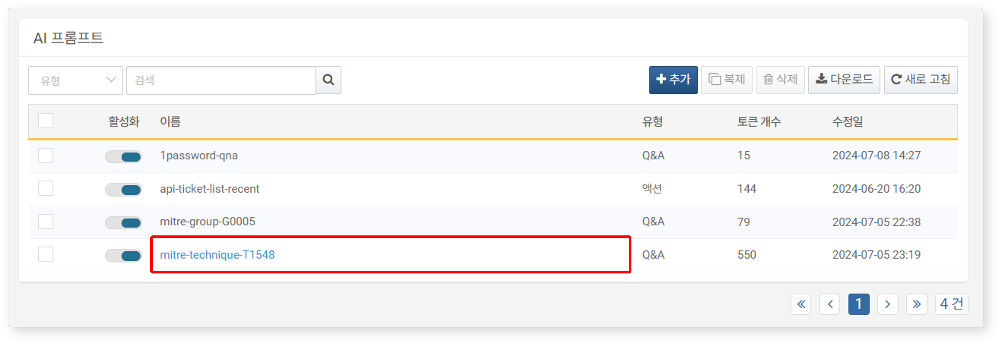 AI 프롬프트
유형 검색 추가 복제 삭제 다운로드 새로 고침
활성화 이름 유형 토큰 개수 수정일
1password-qna Q&A 15 2024-07-08 14:27
api-ticket-list-recent 액션 144 2024-06-20 16:20
mitre-group-G0005 Q&A 79 2024-07-05 22:38
mitre-technique-T1548 Q&A 550 2024-07-05 23:19
« ‹ 1 › » 4 건